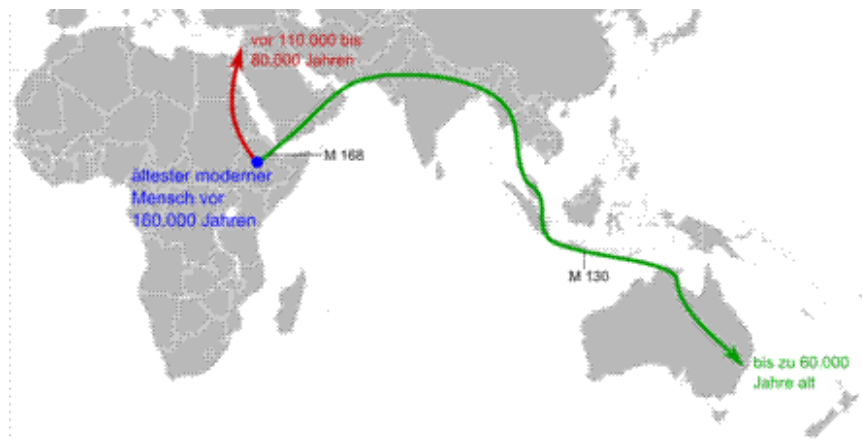 vor 110.000 bis
80.000 Jahren
M 168
ältester moderner
Mensch vor
160.000 Jahren
M 130
bis zu 60.000
Jahre alt